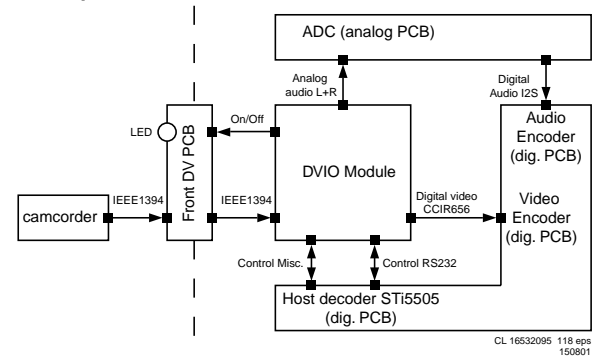 ADC (analog PCB)
Analog
audio L+R
Digital
Audio I2S
On/Off
LED
Front DV PCB
DVIO Module
Audio
Encoder
(dig. PCB)
camcorder
IEEE1394
IEEE1394
Digital video
CCIR656
Video
Encoder
(dig. PCB)
Control Misc.
Control RS232
Host decoder STi5505
(dig. PCB)
CL 16532095 118 eps
150801